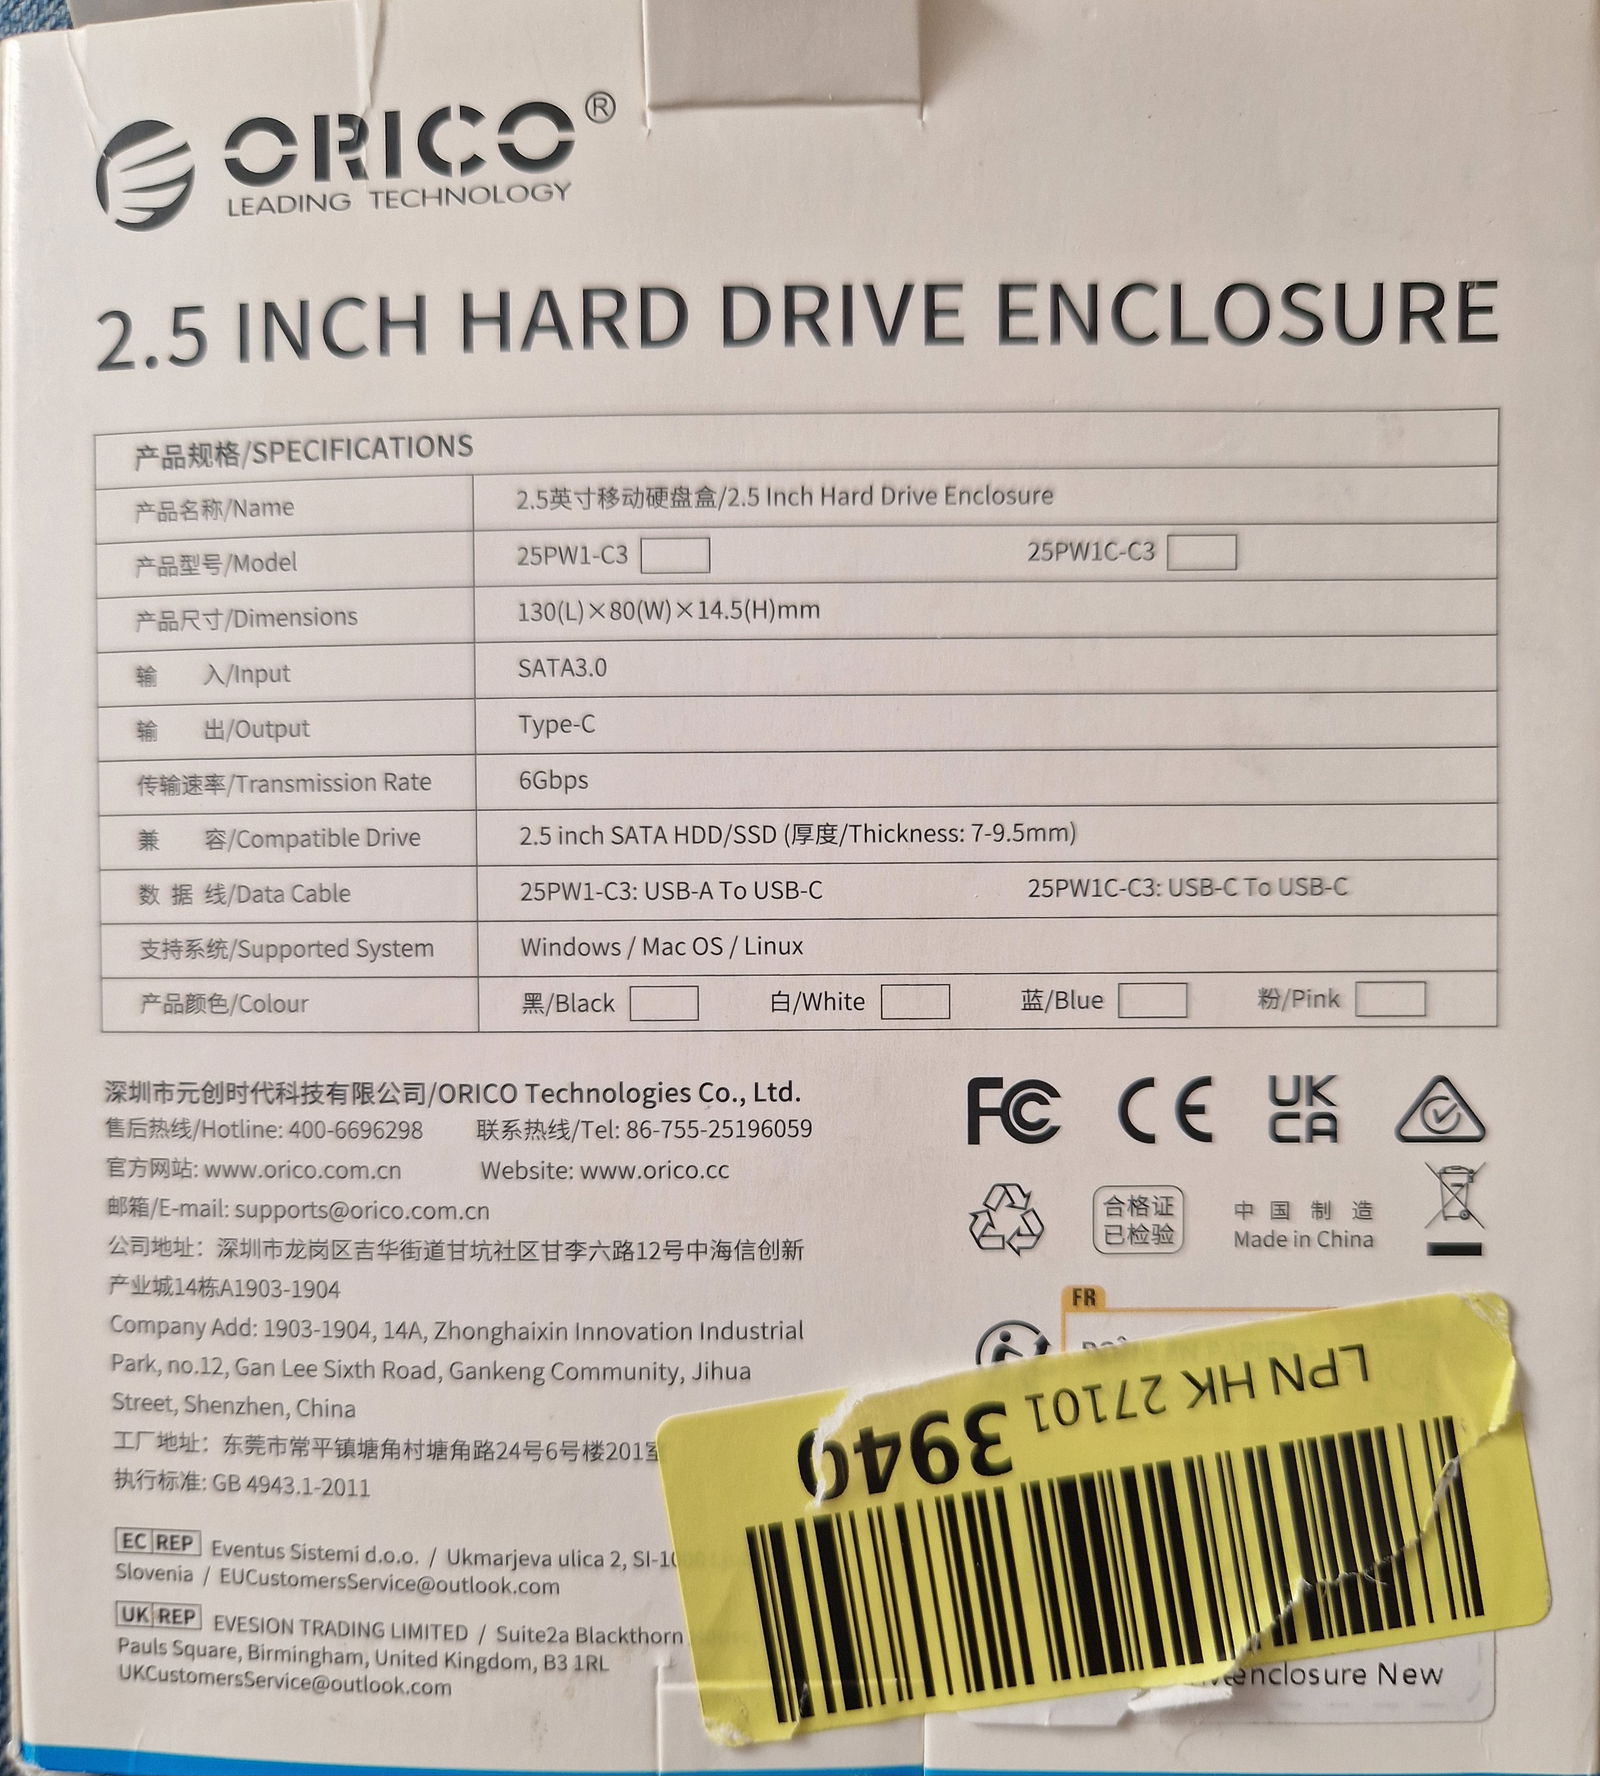 ORICO®
LEADING TECHNOLOGY
2.5 INCH HARD DRIVE ENCLOSURE
产品规格/SPECIFICATIONS
产品名称/Name 2.5英寸移动硬盘盒/2.5 Inch Hard Drive Enclosure
产品型号/Model 25PW1-C3 25PW1C-C3
产品尺寸/Dimensions 130(L)×80(W)×14.5(H)mm
输 入/Input SATA3.0
输 出/Output Type-C
传输速率/Transmission Rate 6Gbps
兼 容/Compatible Drive 2.5 inch SATA HDD/SSD (厚度/Thickness: 7-9.5mm)
数 据 线/Data Cable 25PW1-C3: USB-A To USB-C 25PW1C-C3: USB-C To USB-C
支持系统/Supported System Windows / Mac OS / Linux
产品颜色/Colour 黑/Black 白/White 蓝/Blue 粉/Pink
深圳市元创时代科技有限公司/ORICO Technologies Co., Ltd.
售后热线/Hotline: 400-6696298 联系热线/Tel: 86-755-25196059
官方网站: www.orico.com.cn Website: www.orico.cc
邮箱/E-mail: supports@orico.com.cn
公司地址：深圳市龙岗区吉华街道甘坑社区甘李六路12号中海信创新
产业城14栋A1903-1904
Company Add: 1903-1904, 14A, Zhonghaixin Innovation Industrial
Park, no.12, Gan Lee Sixth Road, Gankeng Community, Jihua
Street, Shenzhen, China
工厂地址：东莞市常平镇塘角村塘角路24号6号楼201室
执行标准: GB 4943.1-2011
EC REP Eventus Sistemi d.o.o. / Ukmarjeva ulica 2,
Slovenia / EUCustomersService@outlook.com
UK REP EVESION TRADING LIMITED / Suite2a Blackthorn
Pauls Square, Birmingham, United Kingdom, B3 1RL
UKCustomersService@outlook.com
FC CE UK
CA
合格证
已检验
中国制造
Made in China
FR
LPN HK 27101 3940
enclosure New